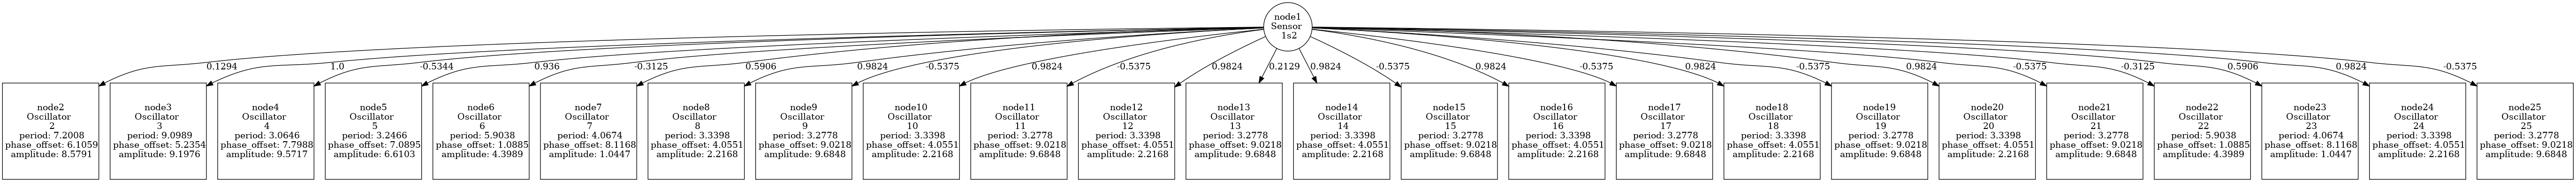 node1
Sensor
1s2
0.1294
1.0
-0.5344
0.936
-0.3125
0.5906
0.9824
-0.5375
0.9824
-0.5375
0.9824
0.2129
0.9824
-0.5375
0.9824
-0.5375
0.9824
-0.5375
0.9824
-0.5375
-0.3125
0.5906
0.9824
-0.5375
node2
Oscillator
2
period: 7.2008
phase_offset: 6.1059
amplitude: 8.5791
node3
Oscillator
3
period: 9.0989
phase_offset: 5.2354
amplitude: 9.1976
node4
Oscillator
4
period: 3.0646
phase_offset: 7.7988
amplitude: 9.5717
node5
Oscillator
5
period: 3.2466
phase_offset: 7.0895
amplitude: 6.6103
node6
Oscillator
6
period: 5.9038
phase_offset: 1.0885
amplitude: 4.3989
node7
Oscillator
7
period: 4.0674
phase_offset: 8.1168
amplitude: 1.0447
node8
Oscillator
8
period: 3.3398
phase_offset: 4.0551
amplitude: 2.2168
node9
Oscillator
9
period: 3.2778
phase_offset: 9.0218
amplitude: 9.6848
node10
Oscillator
10
period: 3.3398
phase_offset: 4.0551
amplitude: 2.2168
node11
Oscillator
11
period: 3.2778
phase_offset: 9.0218
amplitude: 9.6848
node12
Oscillator
12
period: 3.3398
phase_offset: 4.0551
amplitude: 2.2168
node13
Oscillator
13
period: 3.2778
phase_offset: 9.0218
amplitude: 9.6848
node14
Oscillator
14
period: 3.3398
phase_offset: 4.0551
amplitude: 2.2168
node15
Oscillator
15
period: 3.2778
phase_offset: 9.0218
amplitude: 9.6848
node16
Oscillator
16
period: 3.3398
phase_offset: 4.0551
amplitude: 2.2168
node17
Oscillator
17
period: 3.2778
phase_offset: 9.0218
amplitude: 9.6848
node18
Oscillator
18
period: 3.3398
phase_offset: 4.0551
amplitude: 2.2168
node19
Oscillator
19
period: 3.2778
phase_offset: 9.0218
amplitude: 9.6848
node20
Oscillator
20
period: 3.3398
phase_offset: 4.0551
amplitude: 2.2168
node21
Oscillator
21
period: 3.2778
phase_offset: 9.0218
amplitude: 9.6848
node22
Oscillator
22
period: 5.9038
phase_offset: 1.0885
amplitude: 4.3989
node23
Oscillator
23
period: 4.0674
phase_offset: 8.1168
amplitude: 1.0447
node24
Oscillator
24
period: 3.3398
phase_offset: 4.0551
amplitude: 2.2168
node25
Oscillator
25
period: 3.2778
phase_offset: 9.0218
amplitude: 9.6848